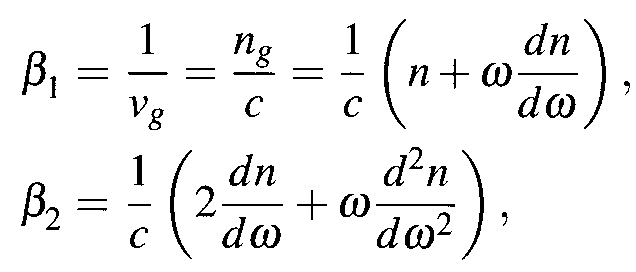 β₁ = 1/v_g = n_g/c = 1/c (n + ω dn/dω),
β₂ = 1/c (2 dn/dω + ω d²n/dω²),